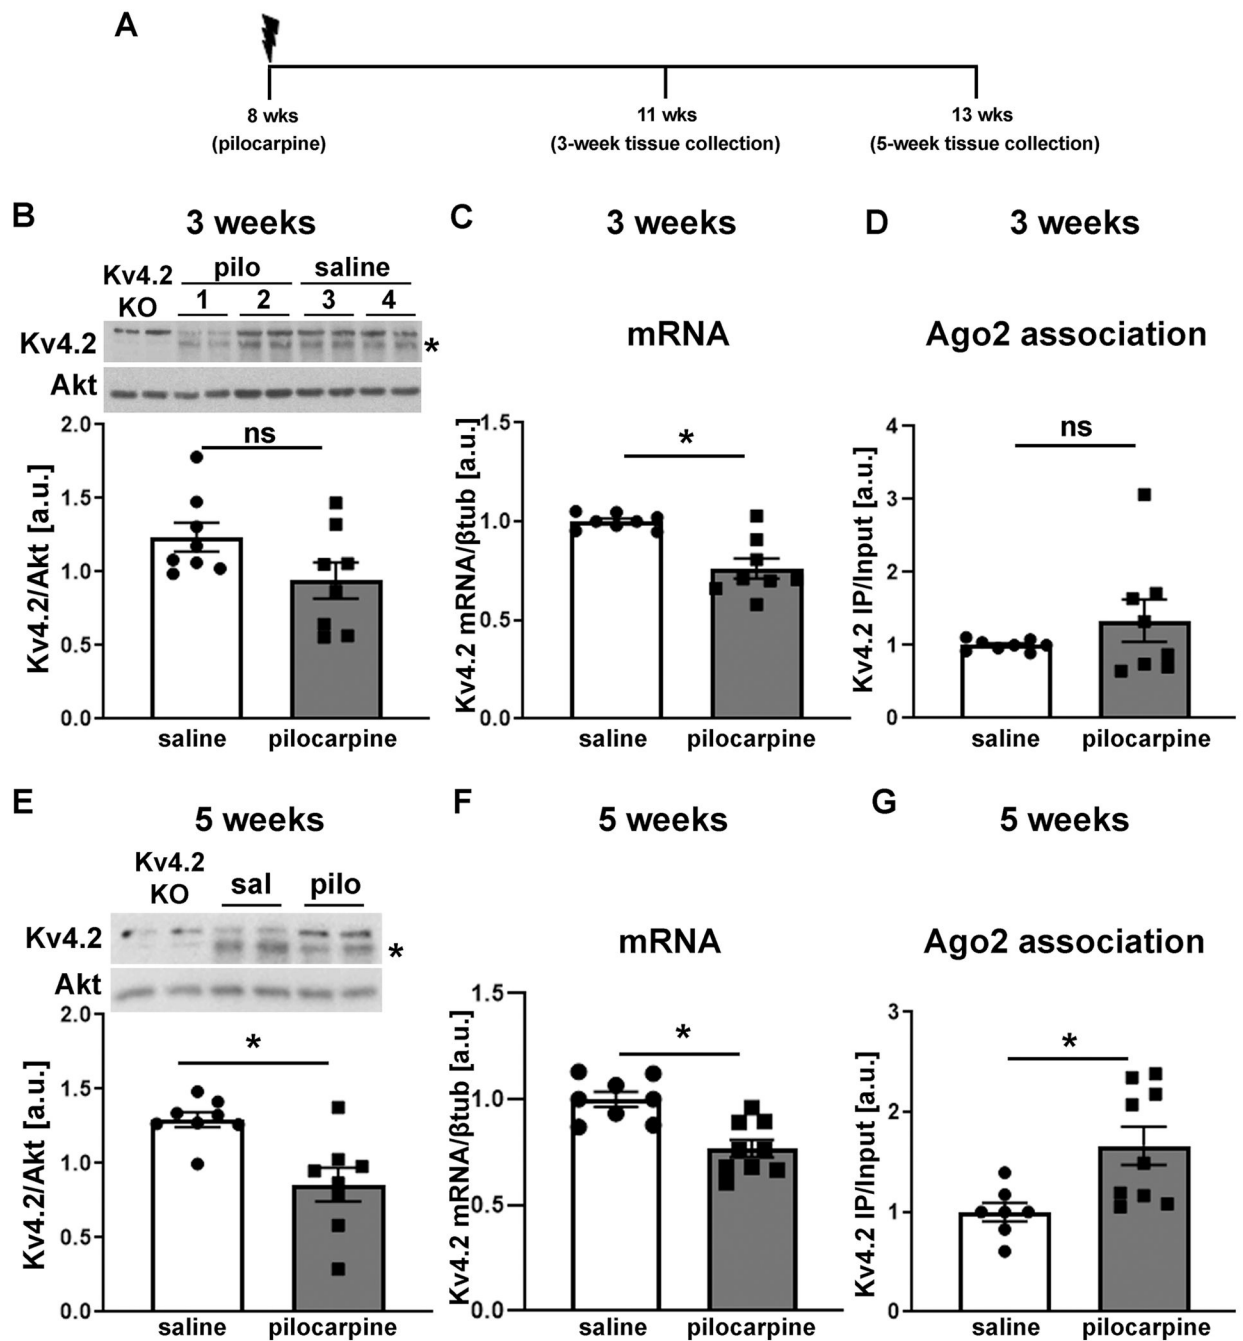 A
8 wks
(pilocarpine)
11 wks
(3-week tissue collection)
13 wks
(5-week tissue collection)
B
3 weeks
Kv4.2
KO
pilo
saline
1 2 3 4
Kv4.2
*
Akt
Kv4.2/Akt [a.u.]
2.0
1.5
1.0
0.5
0.0
ns
saline pilocarpine
C
3 weeks
mRNA
Kv4.2 mRNA/βtub [a.u.]
1.5
1.0
0.5
0.0
*
saline pilocarpine
D
3 weeks
Ago2 association
Kv4.2 IP/Input [a.u.]
4
3
2
1
0
ns
saline pilocarpine
E
5 weeks
Kv4.2
KO
sal
pilo
Kv4.2
*
Akt
Kv4.2/Akt [a.u.]
2.0
1.5
1.0
0.5
0.0
*
saline pilocarpine
F
5 weeks
mRNA
Kv4.2 mRNA/βtub [a.u.]
1.5
1.0
0.5
0.0
*
saline pilocarpine
G
5 weeks
Ago2 association
Kv4.2 IP/Input [a.u.]
3
2
1
0
*
saline pilocarpine